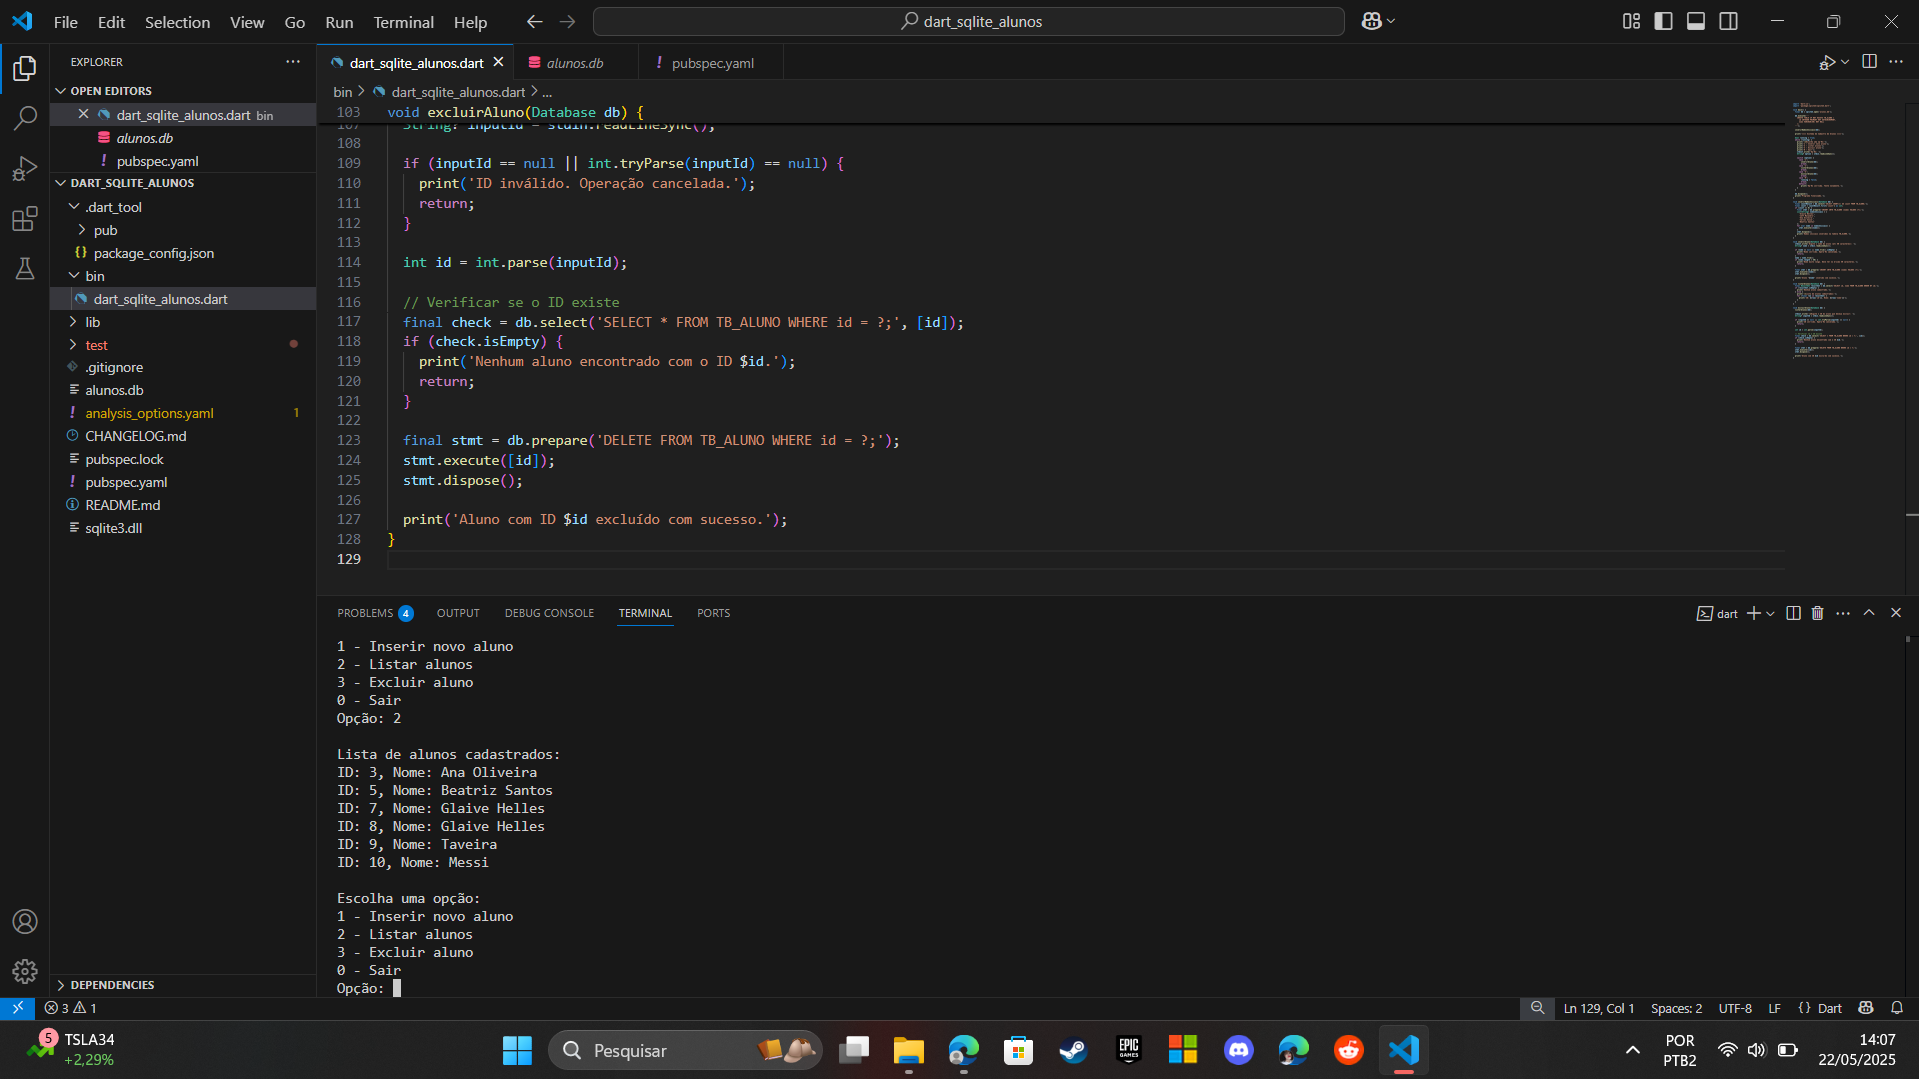 File Edit Selection View Go Run Terminal Help
dart_sqlite_alunos
EXPLORER
OPEN EDITORS
dart_sqlite_alunos.dart bin
alunos.db
pubspec.yaml
DART_SQLITE_ALUNOS
.dart_tool
pub
package_config.json
bin
dart_sqlite_alunos.dart
lib
test
.gitignore
alunos.db
analysis_options.yaml 1
CHANGELOG.md
pubspec.lock
pubspec.yaml
README.md
sqlite3.dll
DEPENDENCIES
dart_sqlite_alunos.dart
alunos.db
pubspec.yaml
bin > dart_sqlite_alunos.dart > ...
103 void excluirAluno(Database db) {
107 String? inputId = stdin.readLineSync();
108
109 if (inputId == null || int.tryParse(inputId) == null) {
110 print('ID inválido. Operação cancelada.');
111 return;
112 }
113
114 int id = int.parse(inputId);
115
116 // Verificar se o ID existe
117 final check = db.select('SELECT * FROM TB_ALUNO WHERE id = ?;', [id]);
118 if (check.isEmpty) {
119 print('Nenhum aluno encontrado com o ID $id.');
120 return;
121 }
122
123 final stmt = db.prepare('DELETE FROM TB_ALUNO WHERE id = ?;');
124 stmt.execute([id]);
125 stmt.dispose();
126
127 print('Aluno com ID $id excluído com sucesso.');
128 }
129
PROBLEMS 4 OUTPUT DEBUG CONSOLE TERMINAL PORTS
dart
1 - Inserir novo aluno
2 - Listar alunos
3 - Excluir aluno
0 - Sair
Opção: 2
Lista de alunos cadastrados:
ID: 3, Nome: Ana Oliveira
ID: 5, Nome: Beatriz Santos
ID: 7, Nome: Glaive Helles
ID: 8, Nome: Glaive Helles
ID: 9, Nome: Taveira
ID: 10, Nome: Messi
Escolha uma opção:
1 - Inserir novo aluno
2 - Listar alunos
3 - Excluir aluno
0 - Sair
Opção:
3 1
Ln 129, Col 1 Spaces: 2 UTF-8 LF {} Dart
5 TSLA34
+2,29%
Pesquisar
EPIC GAMES
POR
PTB2
14:07
22/05/2025